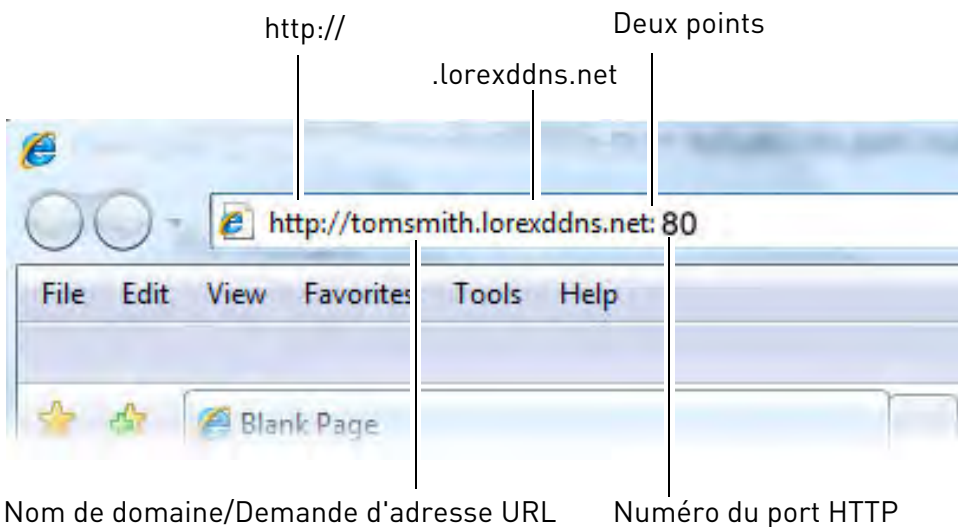 http://
Deux points
.lorexddns.net
http://tomsmith.lorexddns.net: 80
File Edit View Favorites Tools Help
Blank Page
Nom de domaine/Demande d'adresse URL
Numéro du port HTTP